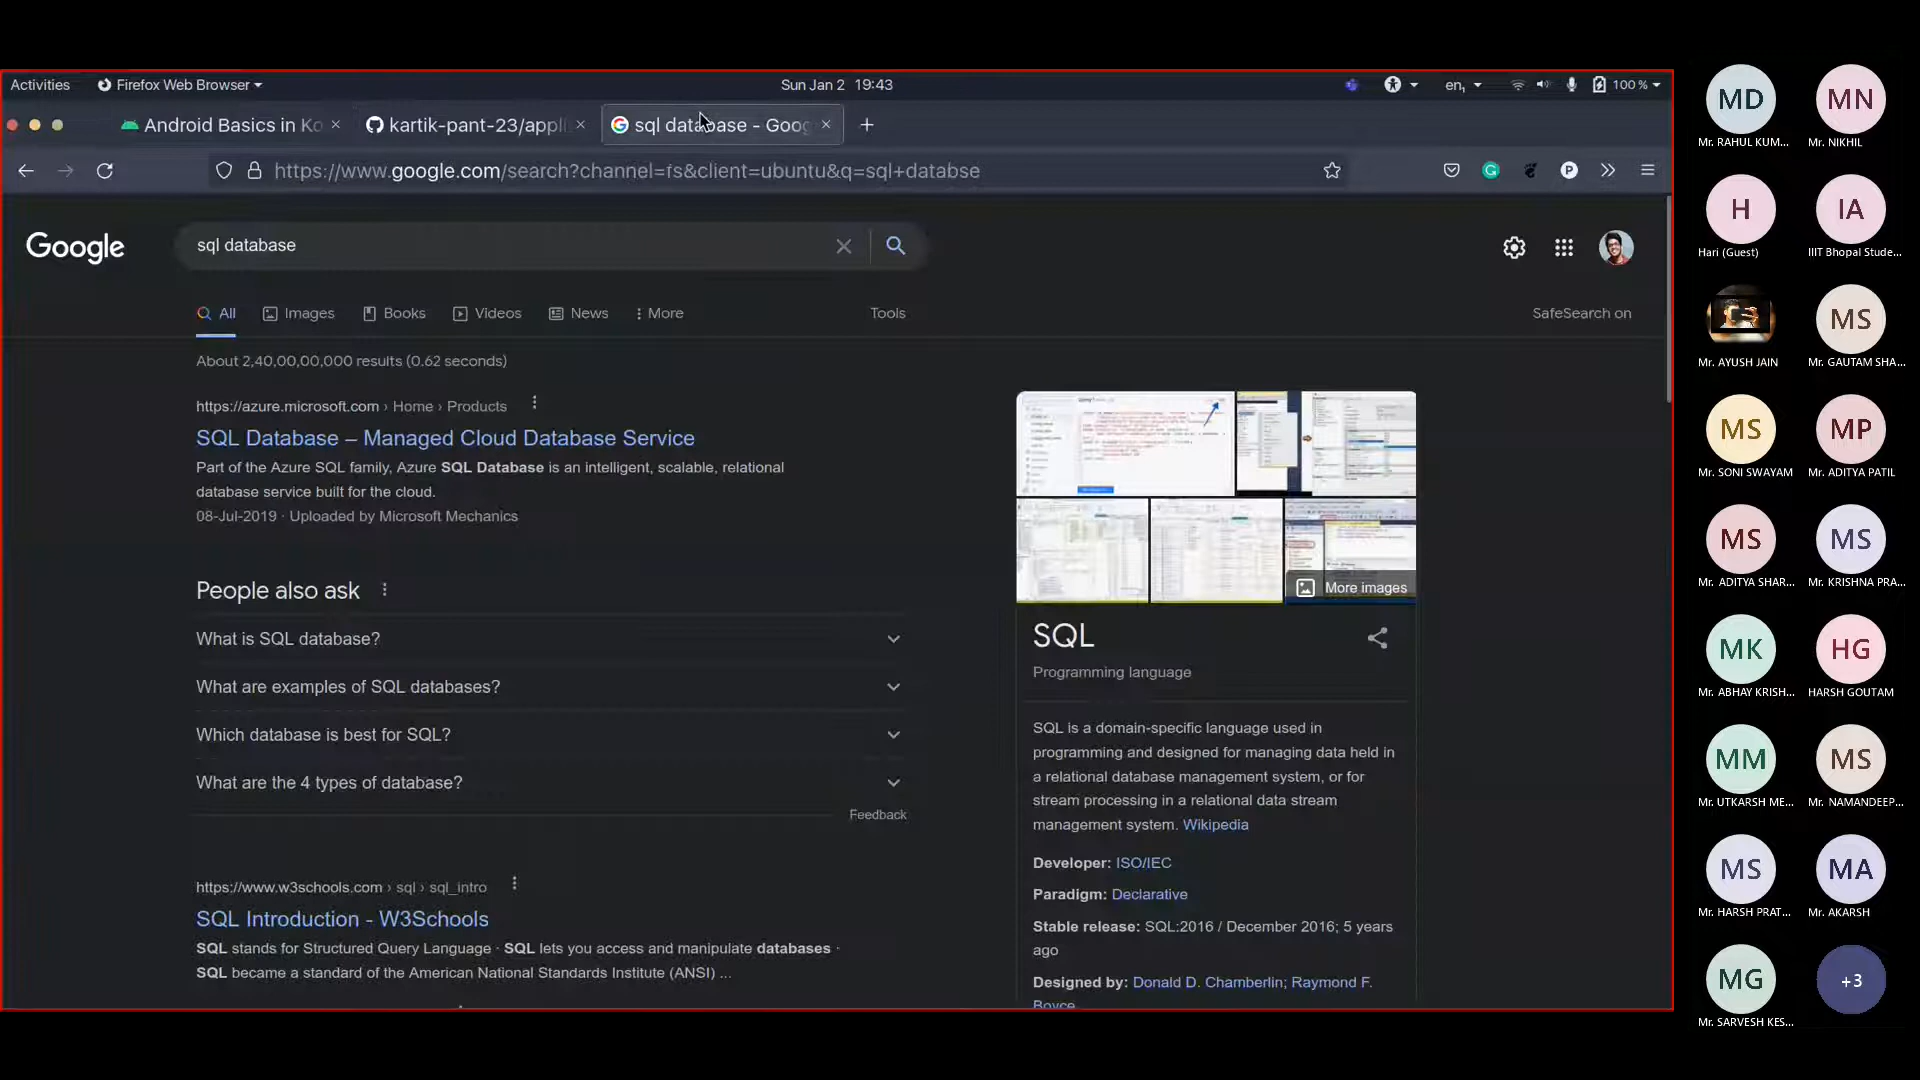 Activities
Firefox Web Browser
Sun Jan 2 19:43
en₁
100 %
Android Basics in Ko
kartik-pant-23/appli
sql database - Goog
https://www.google.com/search?channel=fs&client=ubuntu&q=sql+databse
Google
sql database
All
Images
Books
Videos
News
More
Tools
SafeSearch on
About 2,40,00,00,000 results (0.62 seconds)
https://azure.microsoft.com › Home › Products
SQL Database – Managed Cloud Database Service
Part of the Azure SQL family, Azure SQL Database is an intelligent, scalable, relational
database service built for the cloud.
08-Jul-2019 · Uploaded by Microsoft Mechanics
People also ask
What is SQL database?
What are examples of SQL databases?
Which database is best for SQL?
What are the 4 types of database?
Feedback
https://www.w3schools.com › sql › sql_intro
SQL Introduction - W3Schools
SQL stands for Structured Query Language · SQL lets you access and manipulate databases ·
SQL became a standard of the American National Standards Institute (ANSI) ...
More images
SQL
Programming language
SQL is a domain-specific language used in
programming and designed for managing data held in
a relational database management system, or for
stream processing in a relational data stream
management system. Wikipedia
Developer: ISO/IEC
Paradigm: Declarative
Stable release: SQL:2016 / December 2016; 5 years
ago
Designed by: Donald D. Chamberlin; Raymond F.
Boyce
MD
Mr. RAHUL KUM...
MN
Mr. NIKHIL
H
Hari (Guest)
IA
IIIT Bhopal Stude...
Mr. AYUSH JAIN
MS
Mr. GAUTAM SHA...
MS
Mr. SONI SWAYAM
MP
Mr. ADITYA PATIL
MS
Mr. ADITYA SHAR...
MS
Mr. KRISHNA PRA...
MK
Mr. ABHAY KRISH...
HG
HARSH GOUTAM
MM
Mr. UTKARSH ME...
MS
Mr. NAMANDEEP...
MS
Mr. HARSH PRAT...
MA
Mr. AKARSH
MG
Mr. SARVESH KES...
+3